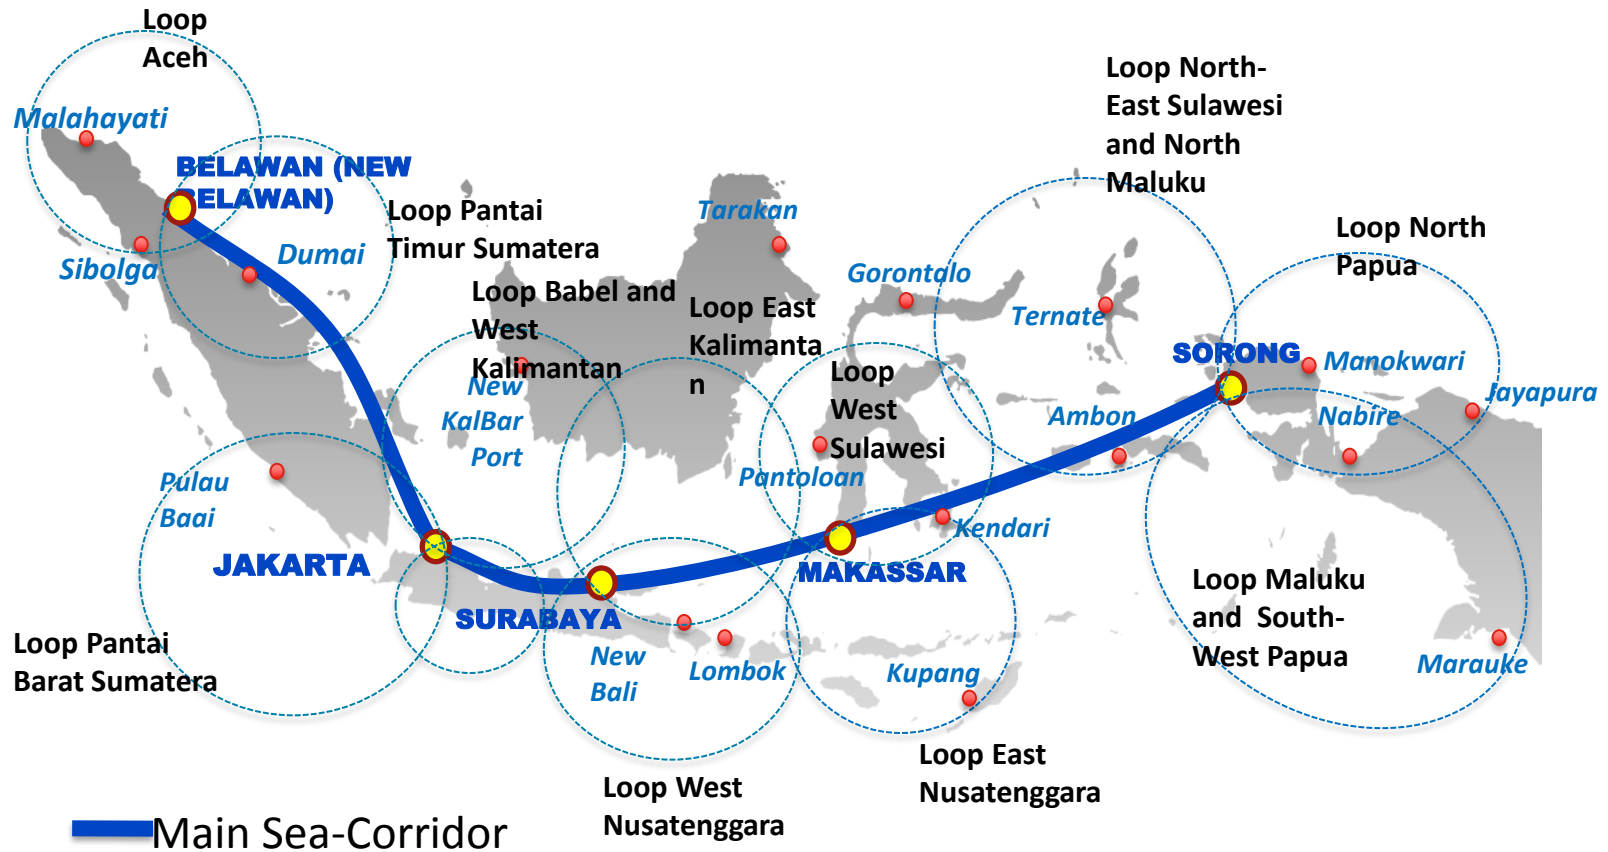 Loop
Aceh
Malahayati
BELAWAN (NEW
BELAWAN)
Sibolga
Dumai
Loop Pantai
Timur Sumatera
Loop Babel and
West
Kalimantan
New
KalBar
Port
Tarakan
Loop East
Kalimanta
n
Gorontalo
Loop
West
Sulawesi
Pantoloan
Loop North-
East Sulawesi
and North
Maluku
Ternate
Ambon
SORONG
Loop North
Papua
Manokwari
Nabire
Jayapura
Pulau
Baai
JAKARTA
Loop Pantai
Barat Sumatera
SURABAYA
New
Bali
Lombok
MAKASSAR
Kendari
Kupang
Loop Maluku
and South-
West Papua
Marauke
Loop West
Nusatenggara
Loop East
Nusatenggara
Main Sea-Corridor